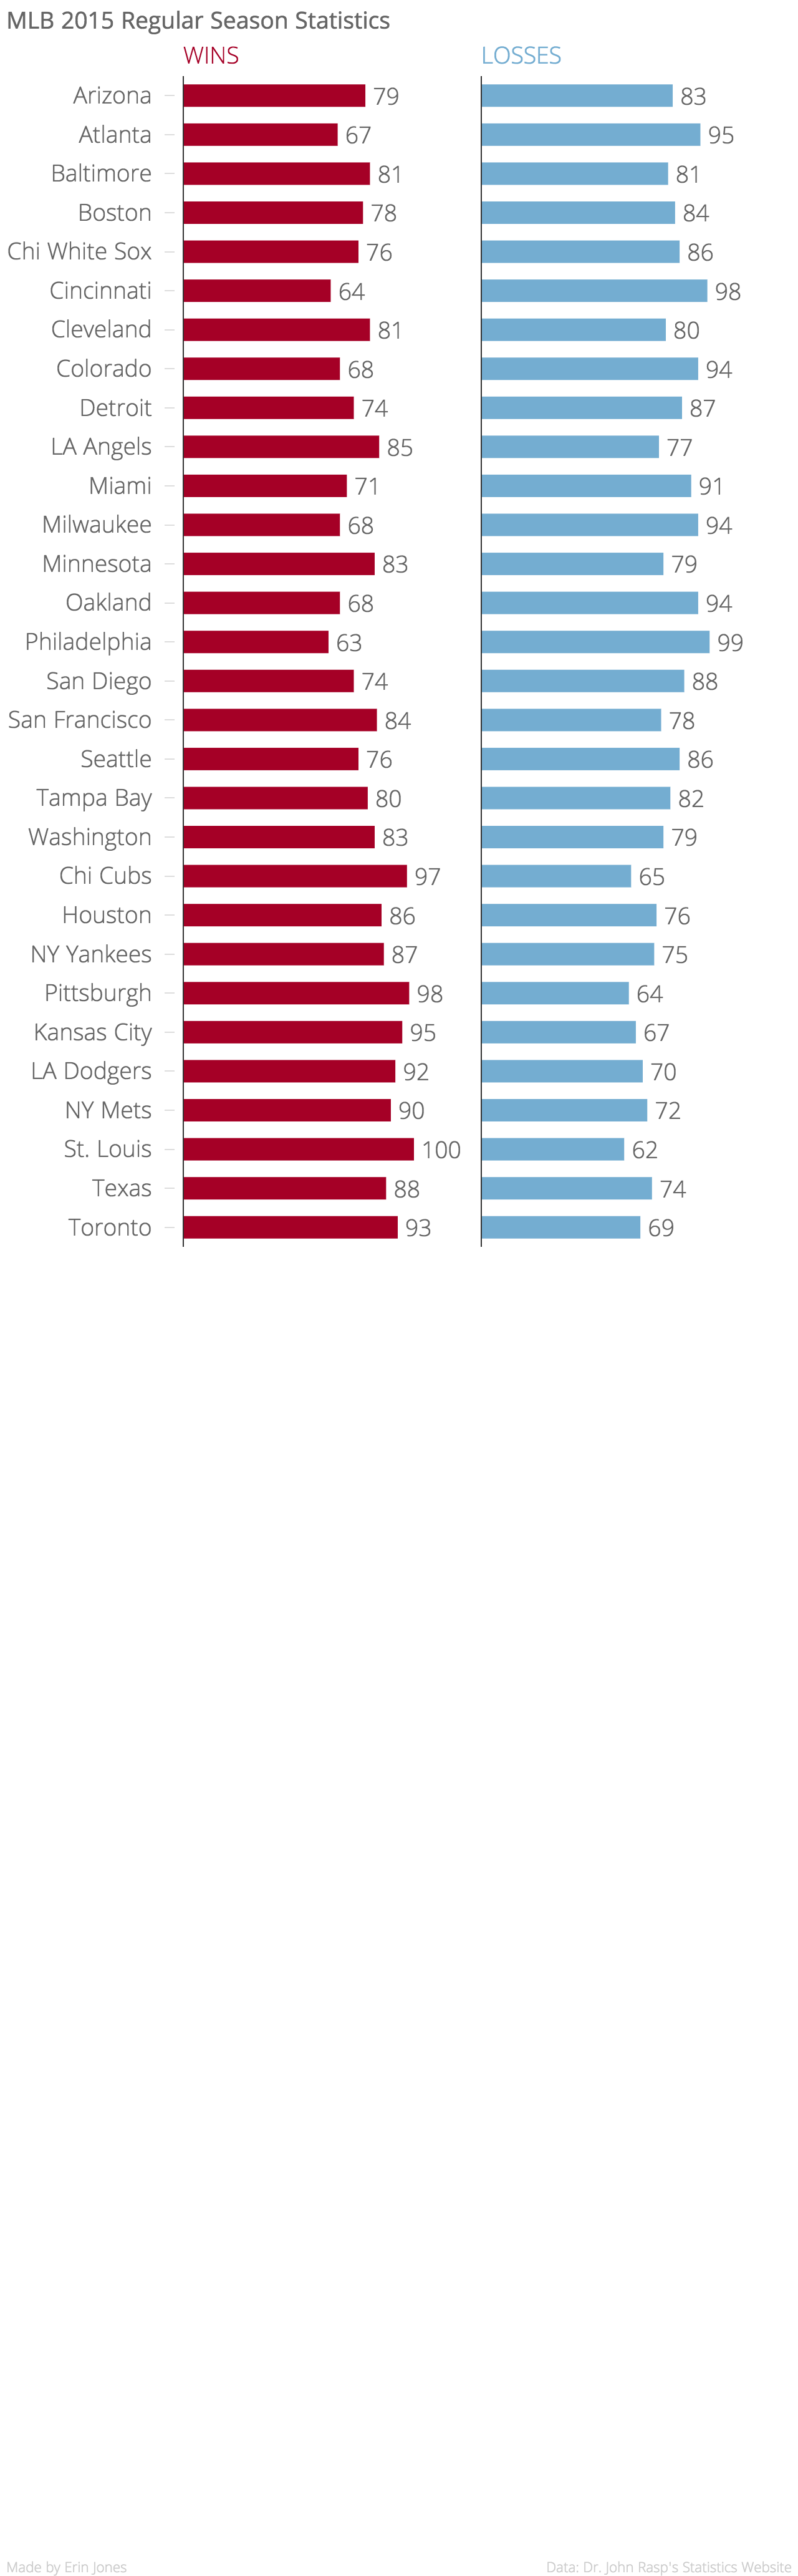 MLB 2015 Regular Season Statistics
WINS LOSSES
Arizona 79 83
Atlanta 67 95
Baltimore 81 81
Boston 78 84
Chi White Sox 76 86
Cincinnati 64 98
Cleveland 81 80
Colorado 68 94
Detroit 74 87
LA Angels 85 77
Miami 71 91
Milwaukee 68 94
Minnesota 83 79
Oakland 68 94
Philadelphia 63 99
San Diego 74 88
San Francisco 84 78
Seattle 76 86
Tampa Bay 80 82
Washington 83 79
Chi Cubs 97 65
Houston 86 76
NY Yankees 87 75
Pittsburgh 98 64
Kansas City 95 67
LA Dodgers 92 70
NY Mets 90 72
St. Louis 100 62
Texas 88 74
Toronto 93 69
Made by Erin Jones Data: Dr. John Rasp's Statistics Website